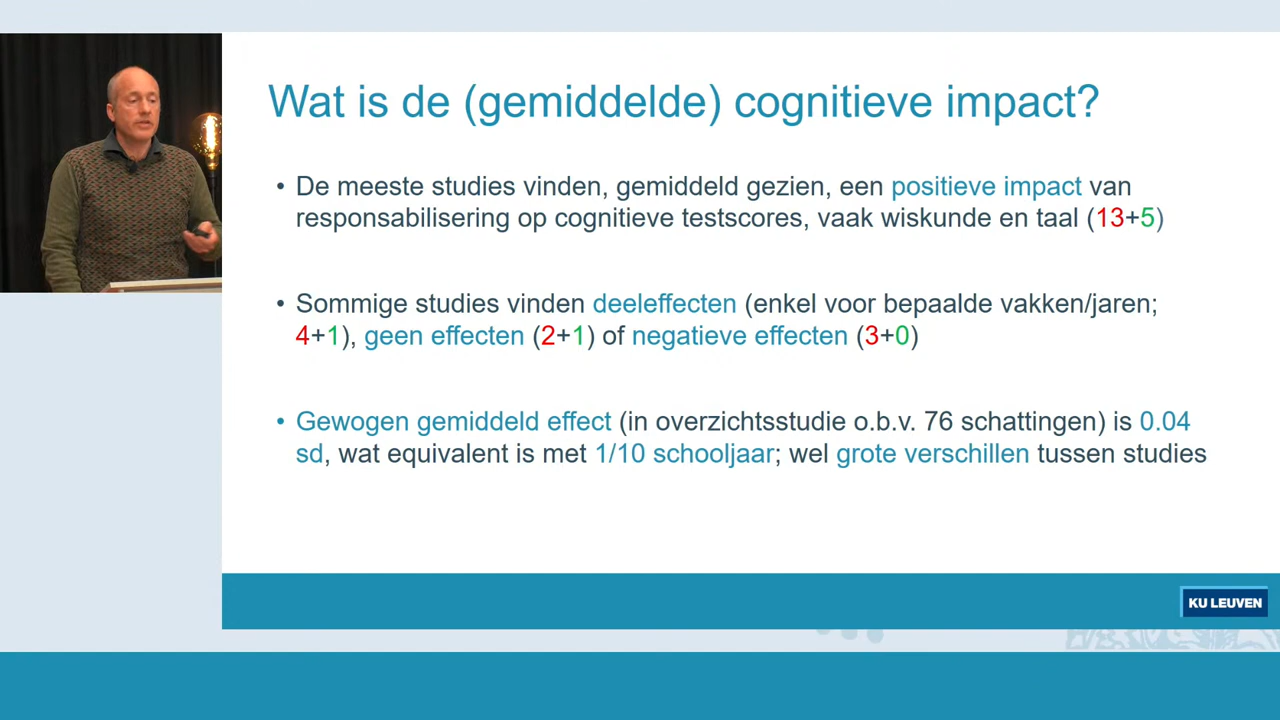 Wat is de (gemiddelde) cognitieve impact?
• De meeste studies vinden, gemiddeld gezien, een positieve impact van
responsabilisering op cognitieve testscores, vaak wiskunde en taal (13+5)
• Sommige studies vinden deeleffecten (enkel voor bepaalde vakken/jaren;
4+1), geen effecten (2+1) of negatieve effecten (3+0)
• Gewogen gemiddeld effect (in overzichtsstudie o.b.v. 76 schattingen) is 0.04
sd, wat equivalent is met 1/10 schooljaar; wel grote verschillen tussen studies
KU LEUVEN